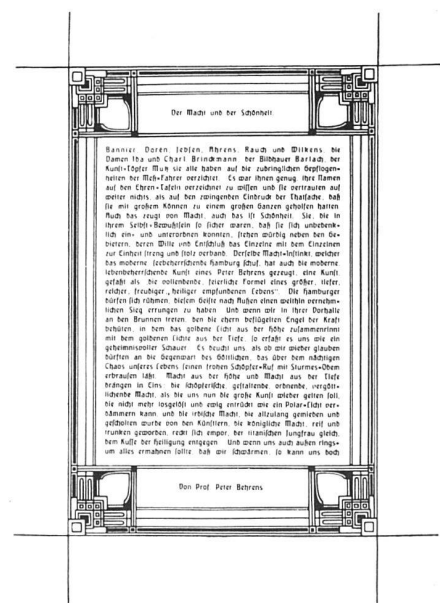 Der Macht und der Schönheit.
Bannier, Doren, Jebsen, Ahrens, Rauch und Wilkens, die
Damen Ida und Charl. Brinckmann, der Bildhauer Barlach, der
Kunst-Töpfer Mutz sie alle haben auf die zudringlichen Gepflogen-
heiten der Meß-Fahrer verzichtet. Es war ihnen genug, ihre Namen
auf den Ehren-Tafeln verzeichnet zu wissen und sie vertrauten auf
weiter nichts, als auf den zwingenden Eindruck der Thatsache, daß
sie mit großem Können zu einem großen Ganzen geholfen hatten.
Auch das zeugt von Macht, auch das ist Schönheit. Sie, die in
ihrem Selbst-Bewußtsein so sicher waren, daß sie sich unbedenk-
lich ein- und unterordnen konnten, stehen würdig neben den Ge-
bietern, deren Wille und Entschluß das Einzelne mit dem Einzelnen
zur Einheit streng und stolz verband. Derselbe Macht-Instinkt, welcher
das moderne seebeherrschende Hamburg schuf, hat auch die moderne,
lebenbeherrschende Kunst eines Peter Behrens gezeugt, eine Kunst,
gefaßt als „die vollendende, feierliche Formel eines größer, tiefer,
reicher, freudiger, heiliger empfundenen Lebens“. Die Hamburger
dürfen sich rühmen, diesem Geiste nach Außen einen weithin vernehm-
lichen Sieg errungen zu haben. Und wenn wir in ihrer Vorhalle
an den Brunnen treten, den die ehern beflügelten Engel der Kraft
behüten, in dem das goldene Licht aus der Höhe zusammenrinnt
mit dem goldenen Lichte aus der Tiefe, so erfaßt es uns wie ein
geheimnisvoller Schauer. Es deucht uns, als ob wir wieder glauben
dürften an die Gegenwart des Göttlichen, das über dem nächtigen
Chaos unseres Lebens seinen frohen Schöpfer-Ruf mit Sturmes-Odem
erbrausen läßt. Macht aus der Höhe und Macht aus der Tiefe
drängen in Eins: die schöpferische, gestaltende, ordnende, vergött-
lichende Macht, als die uns nun die große Kunst wieder gelten soll,
die nicht mehr losgelöst und ewig entrückt wie ein Polar-Licht ver-
dämmern kann, und die irdische Macht, die allzulang gemieden und
gescholten wurde von den Künstlern, die königliche Macht, reif und
trunken geworden, reckt sich empor, der titanischen Jungfrau gleich,
dem Kusse der Heiligung entgegen. Und wenn uns auch außen rings-
um alles ermahnen sollte, daß wir schwärmen, so kann uns doch
Von Prof. Peter Behrens.